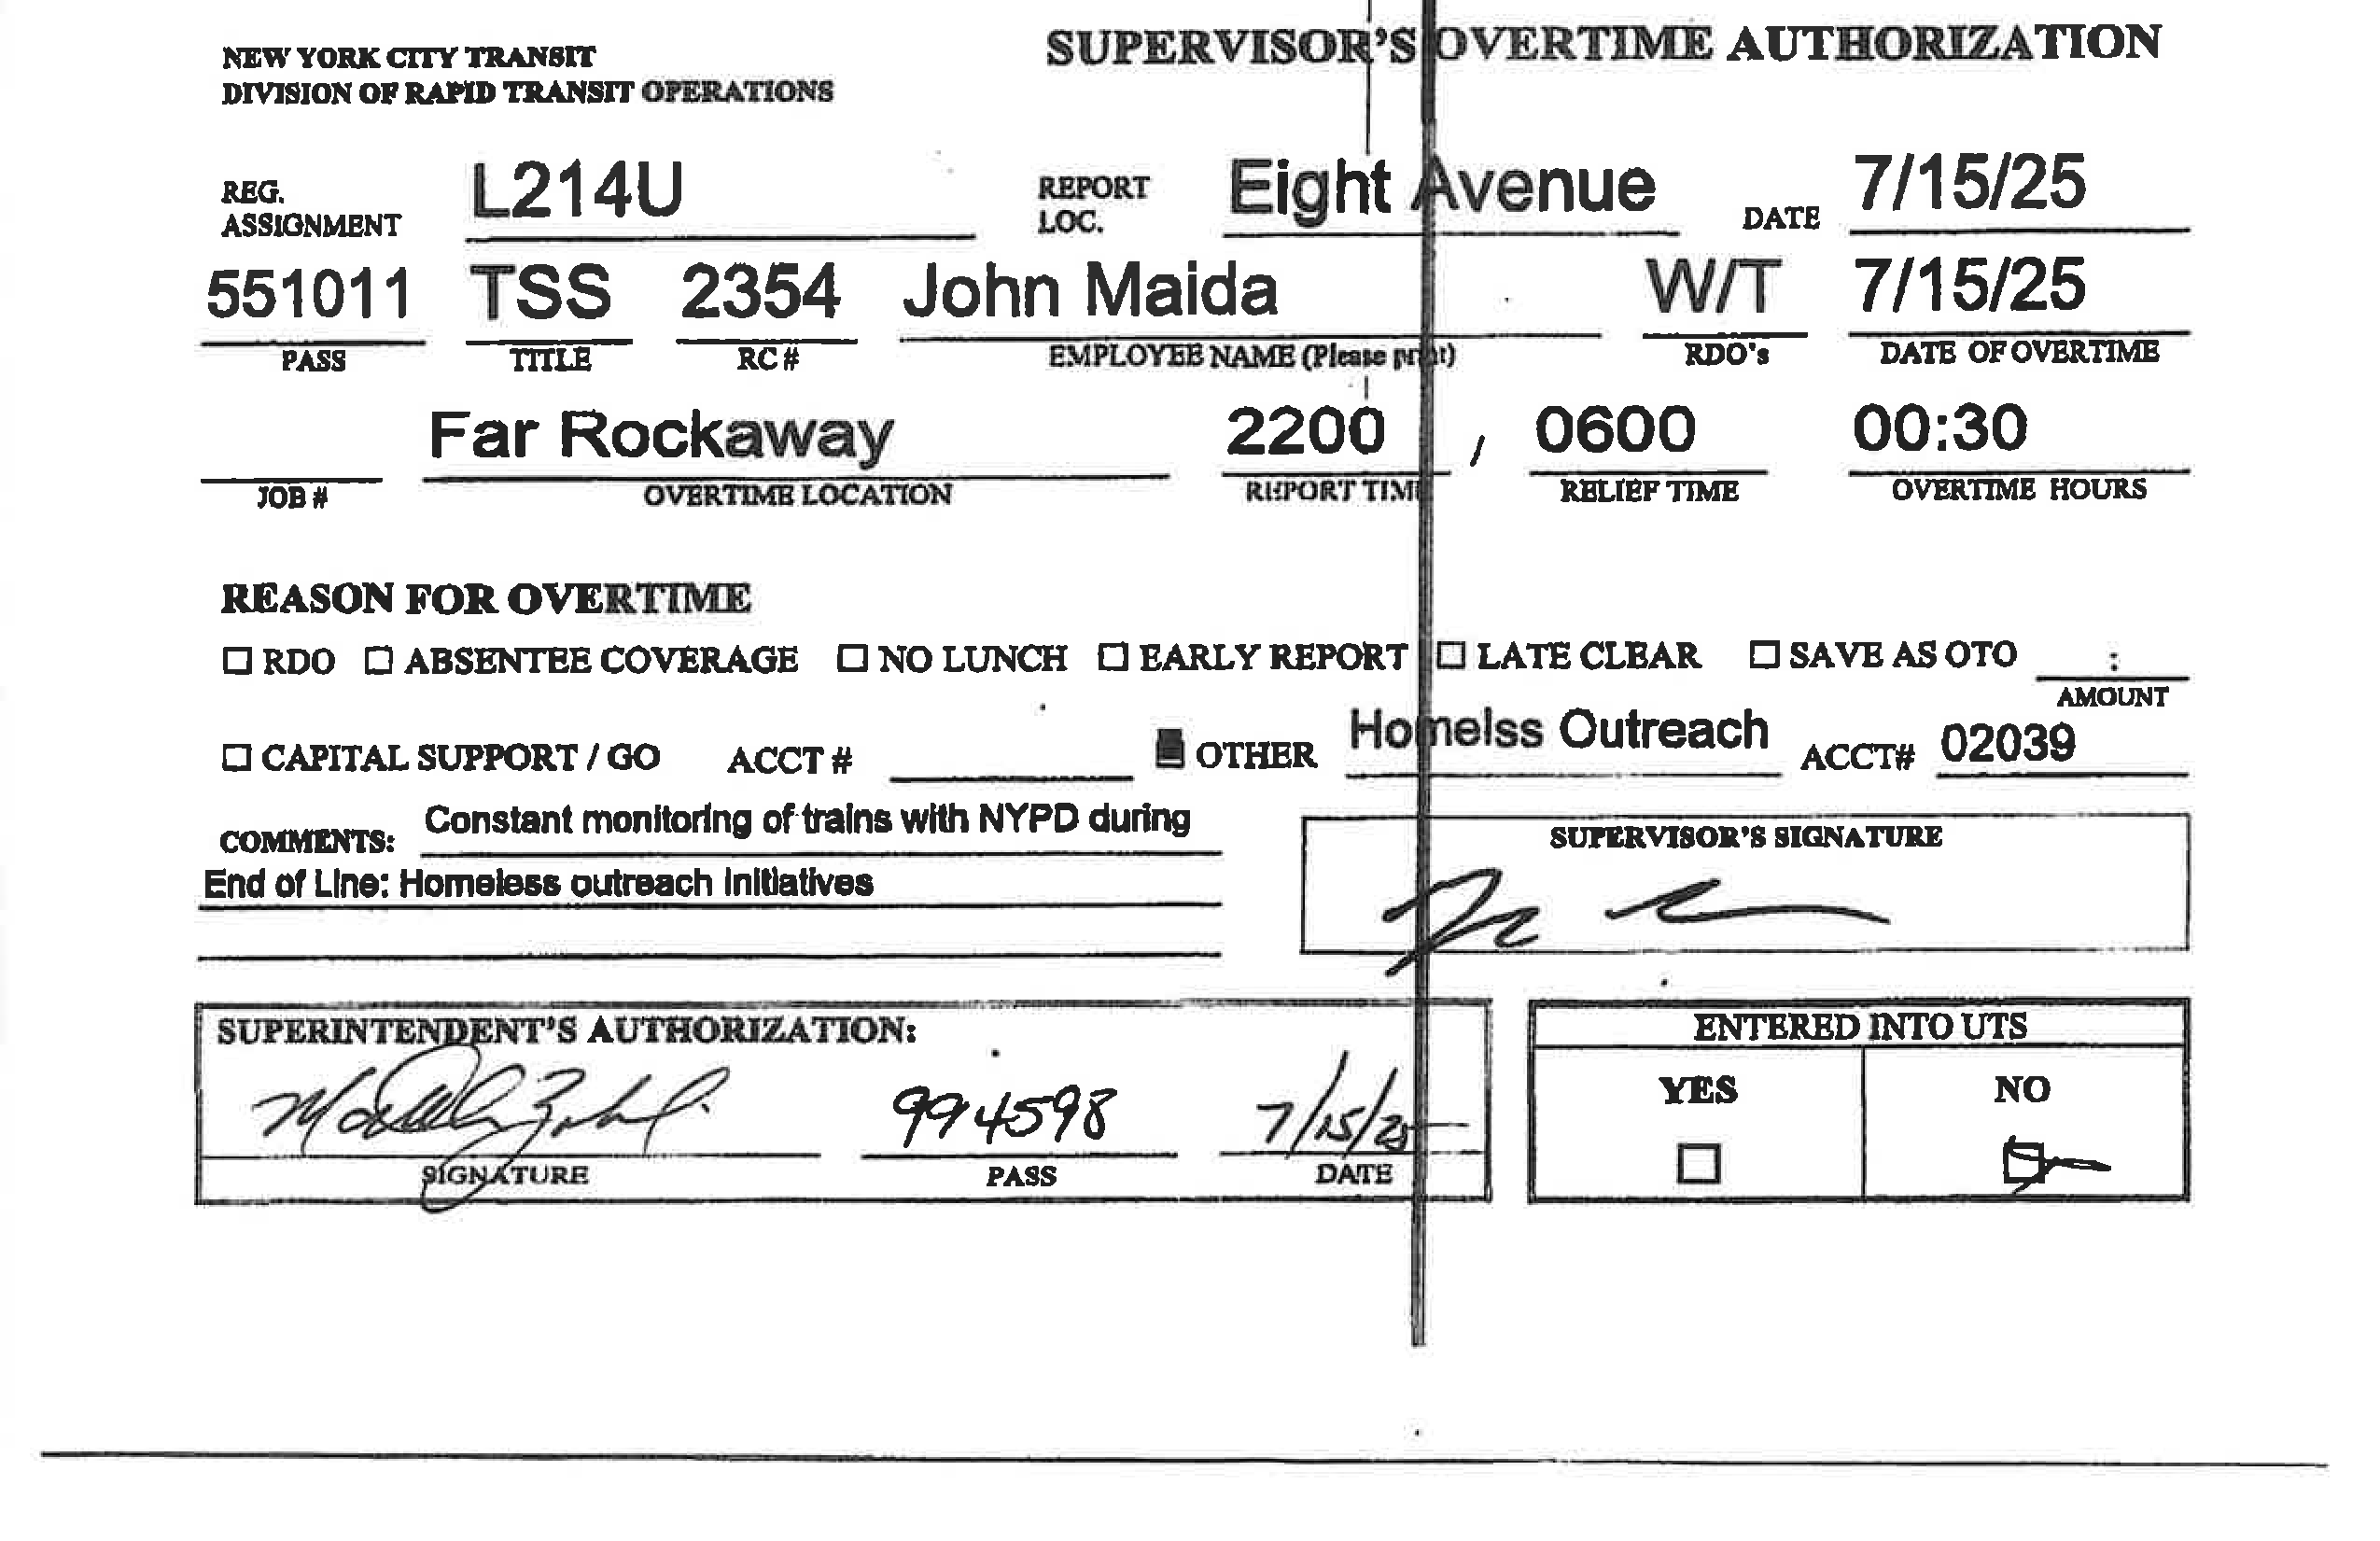 NEW YORK CITY TRANSIT
DIVISION OF RAPID TRANSIT OPERATIONS
SUPERVISOR'S OVERTIME AUTHORIZATION
REG. ASSIGNMENT L214U REPORT LOC. Eight Avenue DATE 7/15/25
551011 TSS 2354 John Maida W/T 7/15/25
PASS TITLE RC # EMPLOYEE NAME (Please print) RDO's DATE OF OVERTIME
Far Rockaway 2200 / 0600 00:30
JOB # OVERTIME LOCATION REPORT TIME RELIEF TIME OVERTIME HOURS
REASON FOR OVERTIME
☐ RDO ☐ ABSENTEE COVERAGE ☐ NO LUNCH ☐ EARLY REPORT ☐ LATE CLEAR ☐ SAVE AS OTO :
AMOUNT
☐ CAPITAL SUPPORT / GO ACCT # ■ OTHER Homelss Outreach ACCT# 02039
COMMENTS: Constant monitoring of trains with NYPD during
End of Line: Homeless outreach initiatives
SUPERVISOR'S SIGNATURE
SUPERINTENDENT'S AUTHORIZATION:
994598 7/15/25
SIGNATURE PASS DATE
ENTERED INTO UTS
YES NO